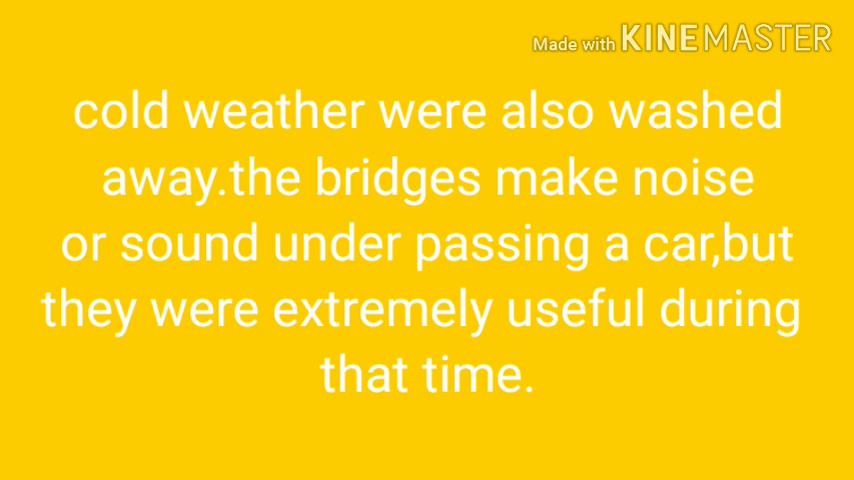 Made with KINEMASTER
cold weather were also washed
away.the bridges make noise
or sound under passing a car,but
they were extremely useful during
that time.